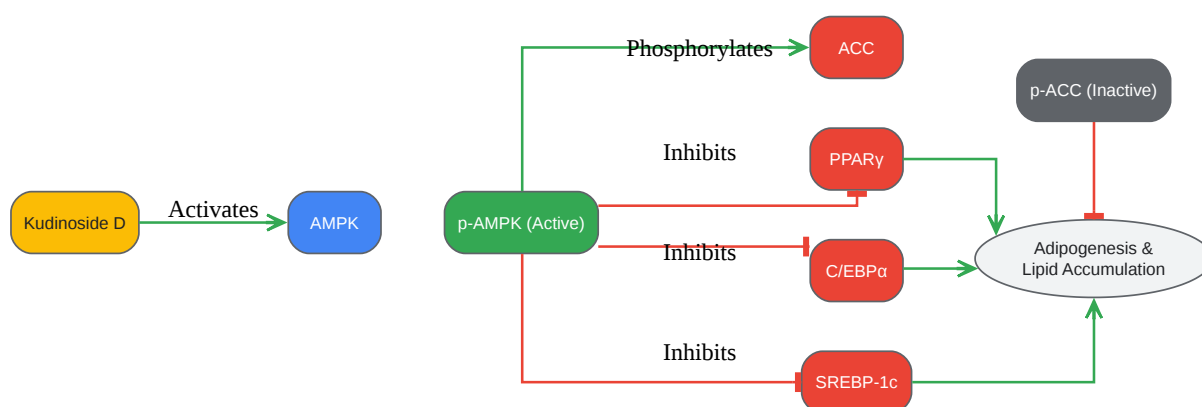 Phosphorylates
ACC
p-ACC (Inactive)
Inhibits
PPARγ
Kudinoside D
Activates
AMPK
p-AMPK (Active)
Inhibits
C/EBPα
Adipogenesis &
Lipid Accumulation
Inhibits
SREBP-1c